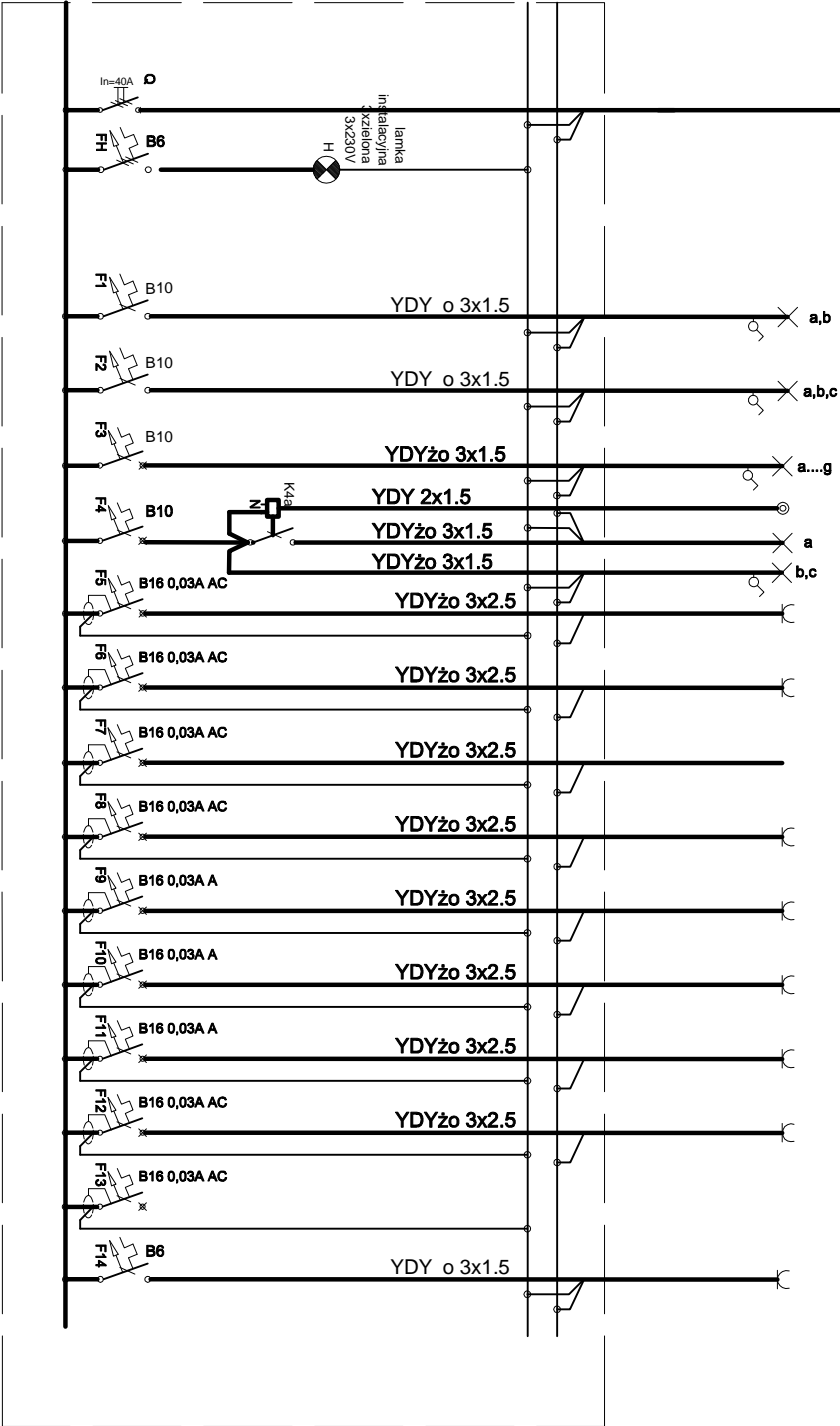 In=40A Q
FH B6
lamka
instalacyjna
3xzielona
3x230V
H
F1 B10 YDY o 3x1.5 a,b
F2 B10 YDY o 3x1.5 a,b,c
F3 B10 YDYżo 3x1.5 a....g
K4a
N
YDY 2x1.5
F4 B10 YDYżo 3x1.5 a
YDYżo 3x1.5 b,c
F5 B16 0,03A AC YDYżo 3x2.5
F6 B16 0,03A AC YDYżo 3x2.5
F7 B16 0,03A AC YDYżo 3x2.5
F8 B16 0,03A AC YDYżo 3x2.5
F9 B16 0,03A A YDYżo 3x2.5
F10 B16 0,03A A YDYżo 3x2.5
F11 B16 0,03A A YDYżo 3x2.5
F12 B16 0,03A AC YDYżo 3x2.5
F13 B16 0,03A AC
F14 B6 YDY o 3x1.5